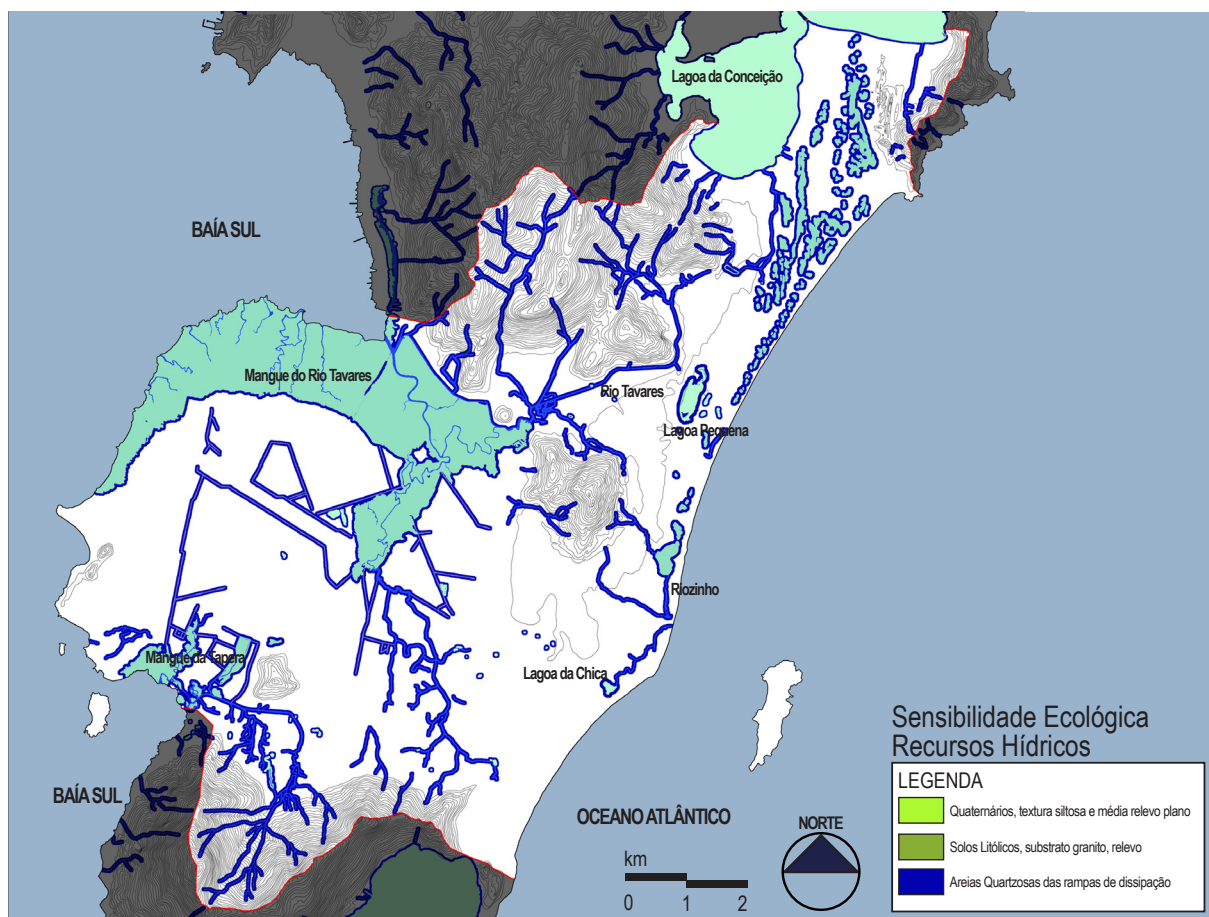 Lagoa da Conceição
BAÍA SUL
Mangue do Rio Tavares
Rio Tavares
Lagoa Pequena
Riozinho
Mangue da Tapera
Lagoa da Chica
BAÍA SUL
OCEANO ATLÂNTICO
NORTE
km
0 1 2
Sensibilidade Ecológica
Recursos Hídricos
LEGENDA
Quaternários, textura siltosa e média relevo plano
Solos Litólicos, substrato granito, relevo
Areias Quartzosas das rampas de dissipação